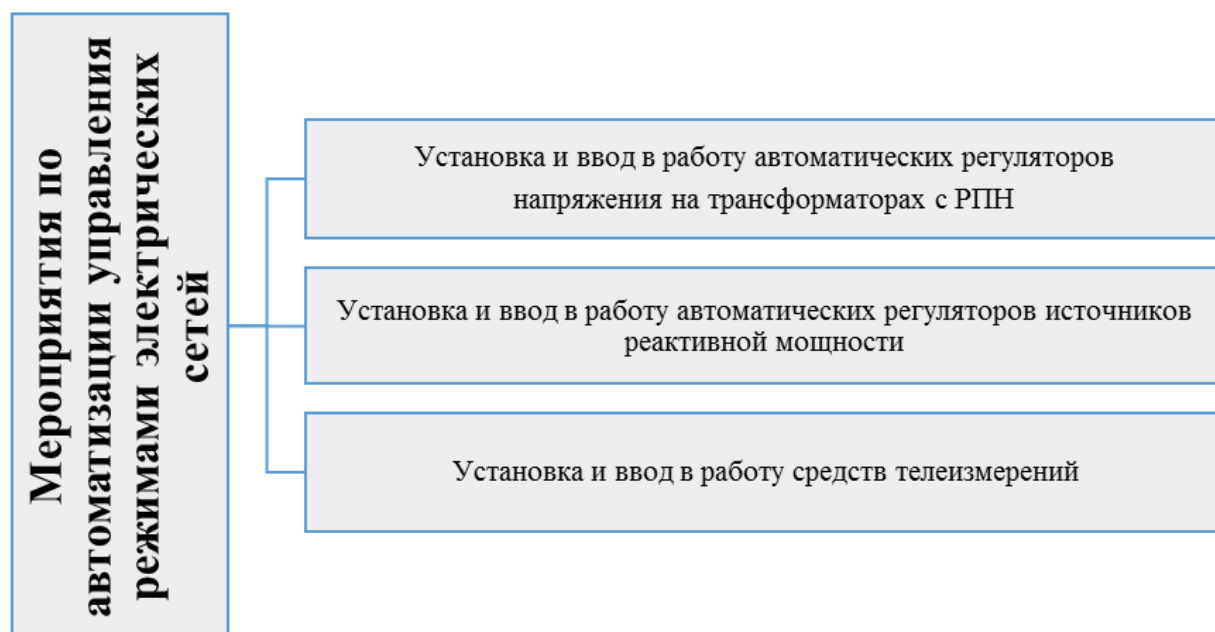 Мероприятия по
автоматизации управления
режимами электрических
сетей
Установка и ввод в работу автоматических регуляторов
напряжения на трансформаторах с РПН
Установка и ввод в работу автоматических регуляторов источников
реактивной мощности
Установка и ввод в работу средств телеизмерений